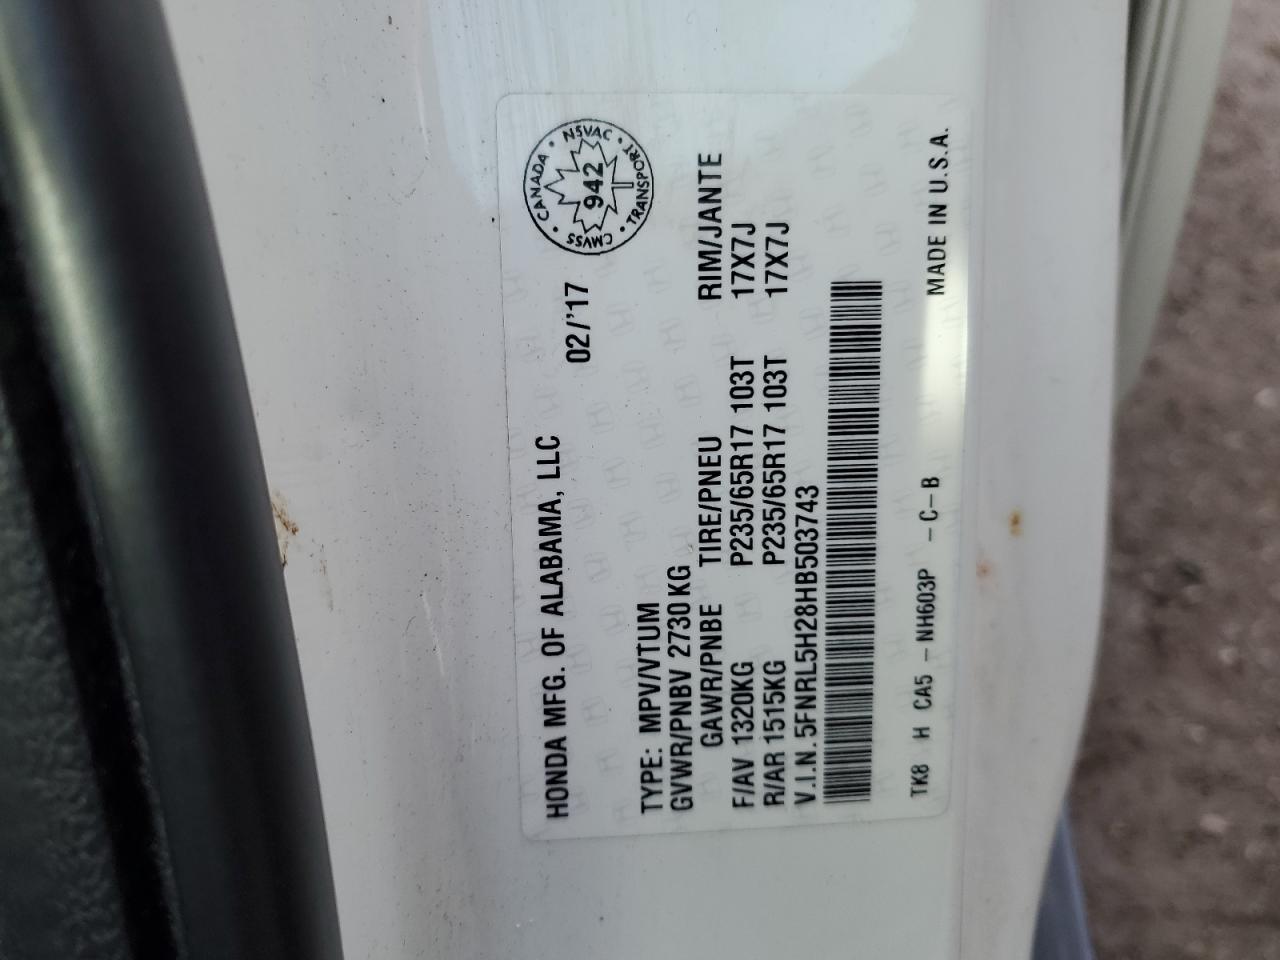 HONDA MFG. OF ALABAMA, LLC 02/'17
CANADA • NSVAC • TRANSPORT • CMVSS •
942
TYPE: MPV/VTUM
GVWR/PNBV 2730KG
GAWR/PNBE TIRE/PNEU RIM/JANTE
F/AV 1320KG P235/65R17 103T 17X7J
R/AR 1515KG P235/65R17 103T 17X7J
V.I.N. 5FNRL5H28HB503743
TK8 H CA5 - NH603P - C- B MADE IN U.S.A.